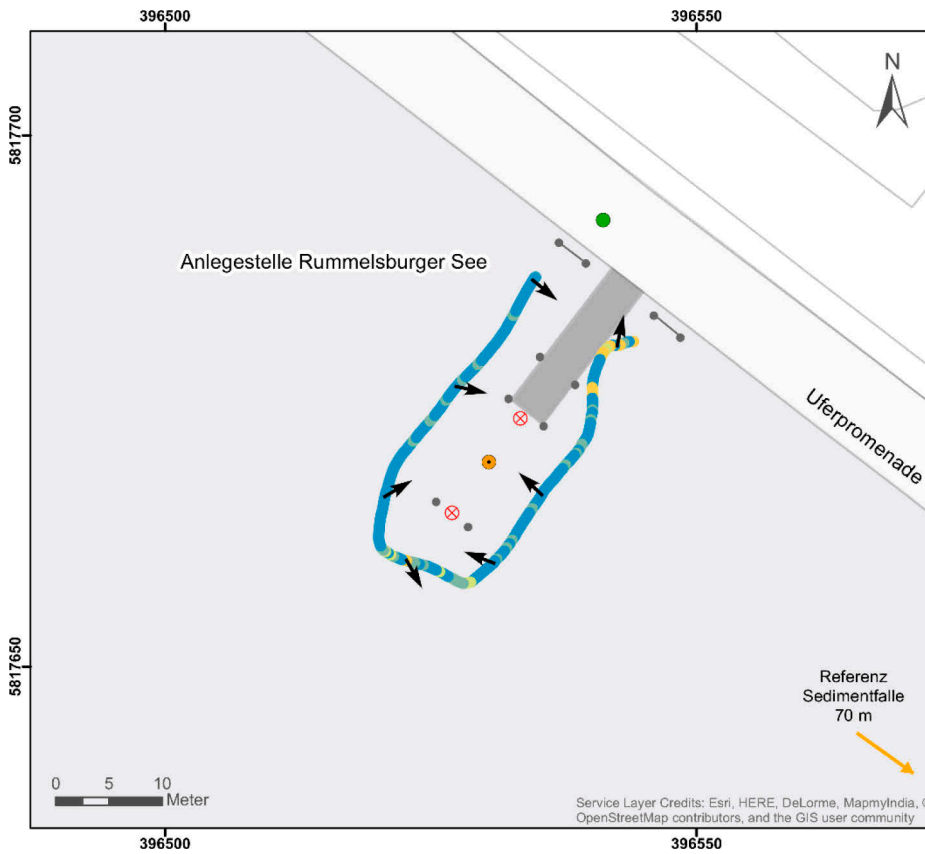 396500 396550
N
5817700
Anlegestelle Rummelsburger See
Uferpromenade
5817650
Referenz
Sedimentfalle
70 m
0 5 10
Meter
Service Layer Credits: Esri, HERE, DeLorme, MapmyIndia, ©
OpenStreetMap contributors, and the GIS user community
396500 396550